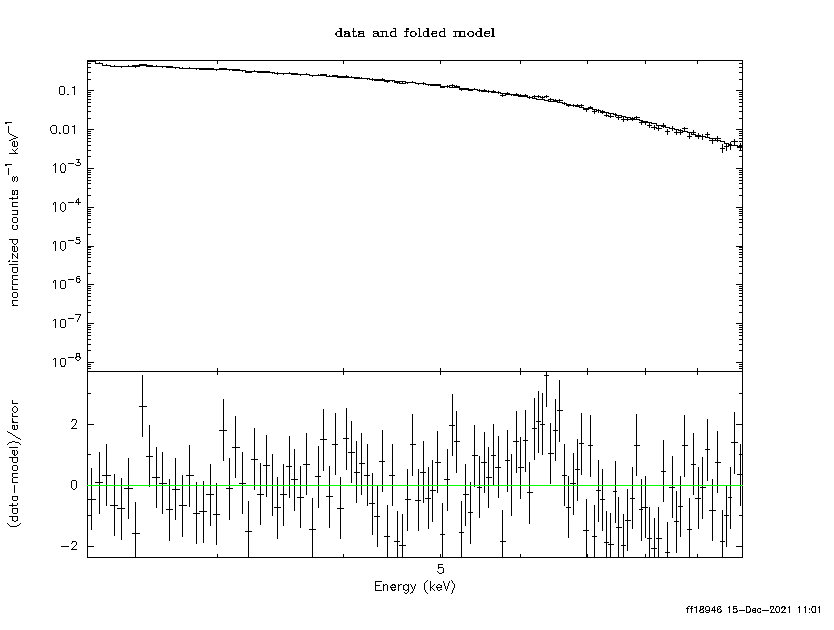 data and folded model
normalized counts s⁻¹ keV⁻¹
0.1
0.01
10⁻³
10⁻⁴
10⁻⁵
10⁻⁶
10⁻⁷
10⁻⁸
(data−model)/error
2
0
−2
5
Energy (keV)
ff18946 15−Dec−2021 11:01